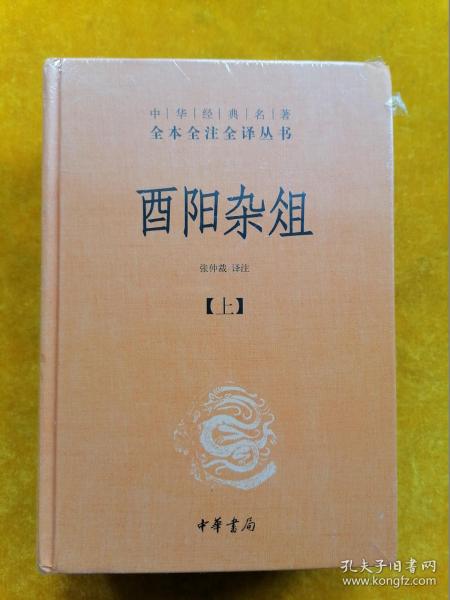 中|华|经|典|名|著
全本全注全译丛书
酉阳杂俎
张仲裁 译注
【上】
中華書局
孔夫子旧书网
www.kongfz.com